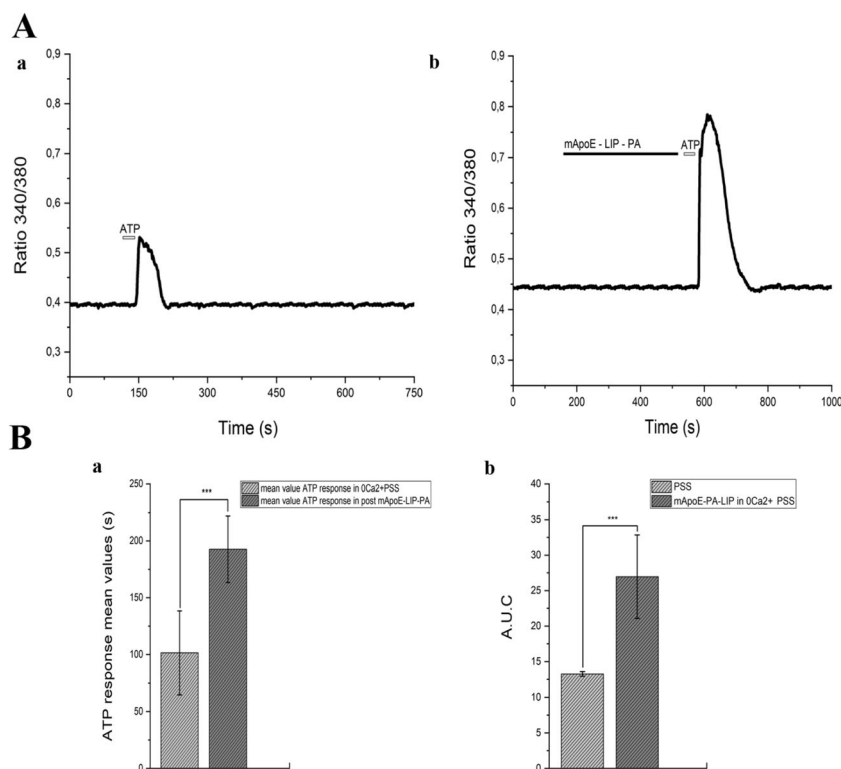 A
a
0,9
0,8
0,7
0,6
0,5
0,4
0,3
Ratio 340/380
ATP
0
150
300
450
600
750
Time (s)
b
0,9
0,8
0,7
0,6
0,5
0,4
0,3
Ratio 340/380
mApoE - LIP - PA
ATP
0
200
400
600
800
1000
Time (s)
B
a
250
200
150
100
50
0
ATP response mean values (s)
***
mean value ATP response in 0Ca2+PSS
mean value ATP response in post mApoE-LIP-PA
b
40
35
30
25
20
15
10
5
0
A.U.C
***
PSS
mApoE-PA-LIP in 0Ca2+ PSS